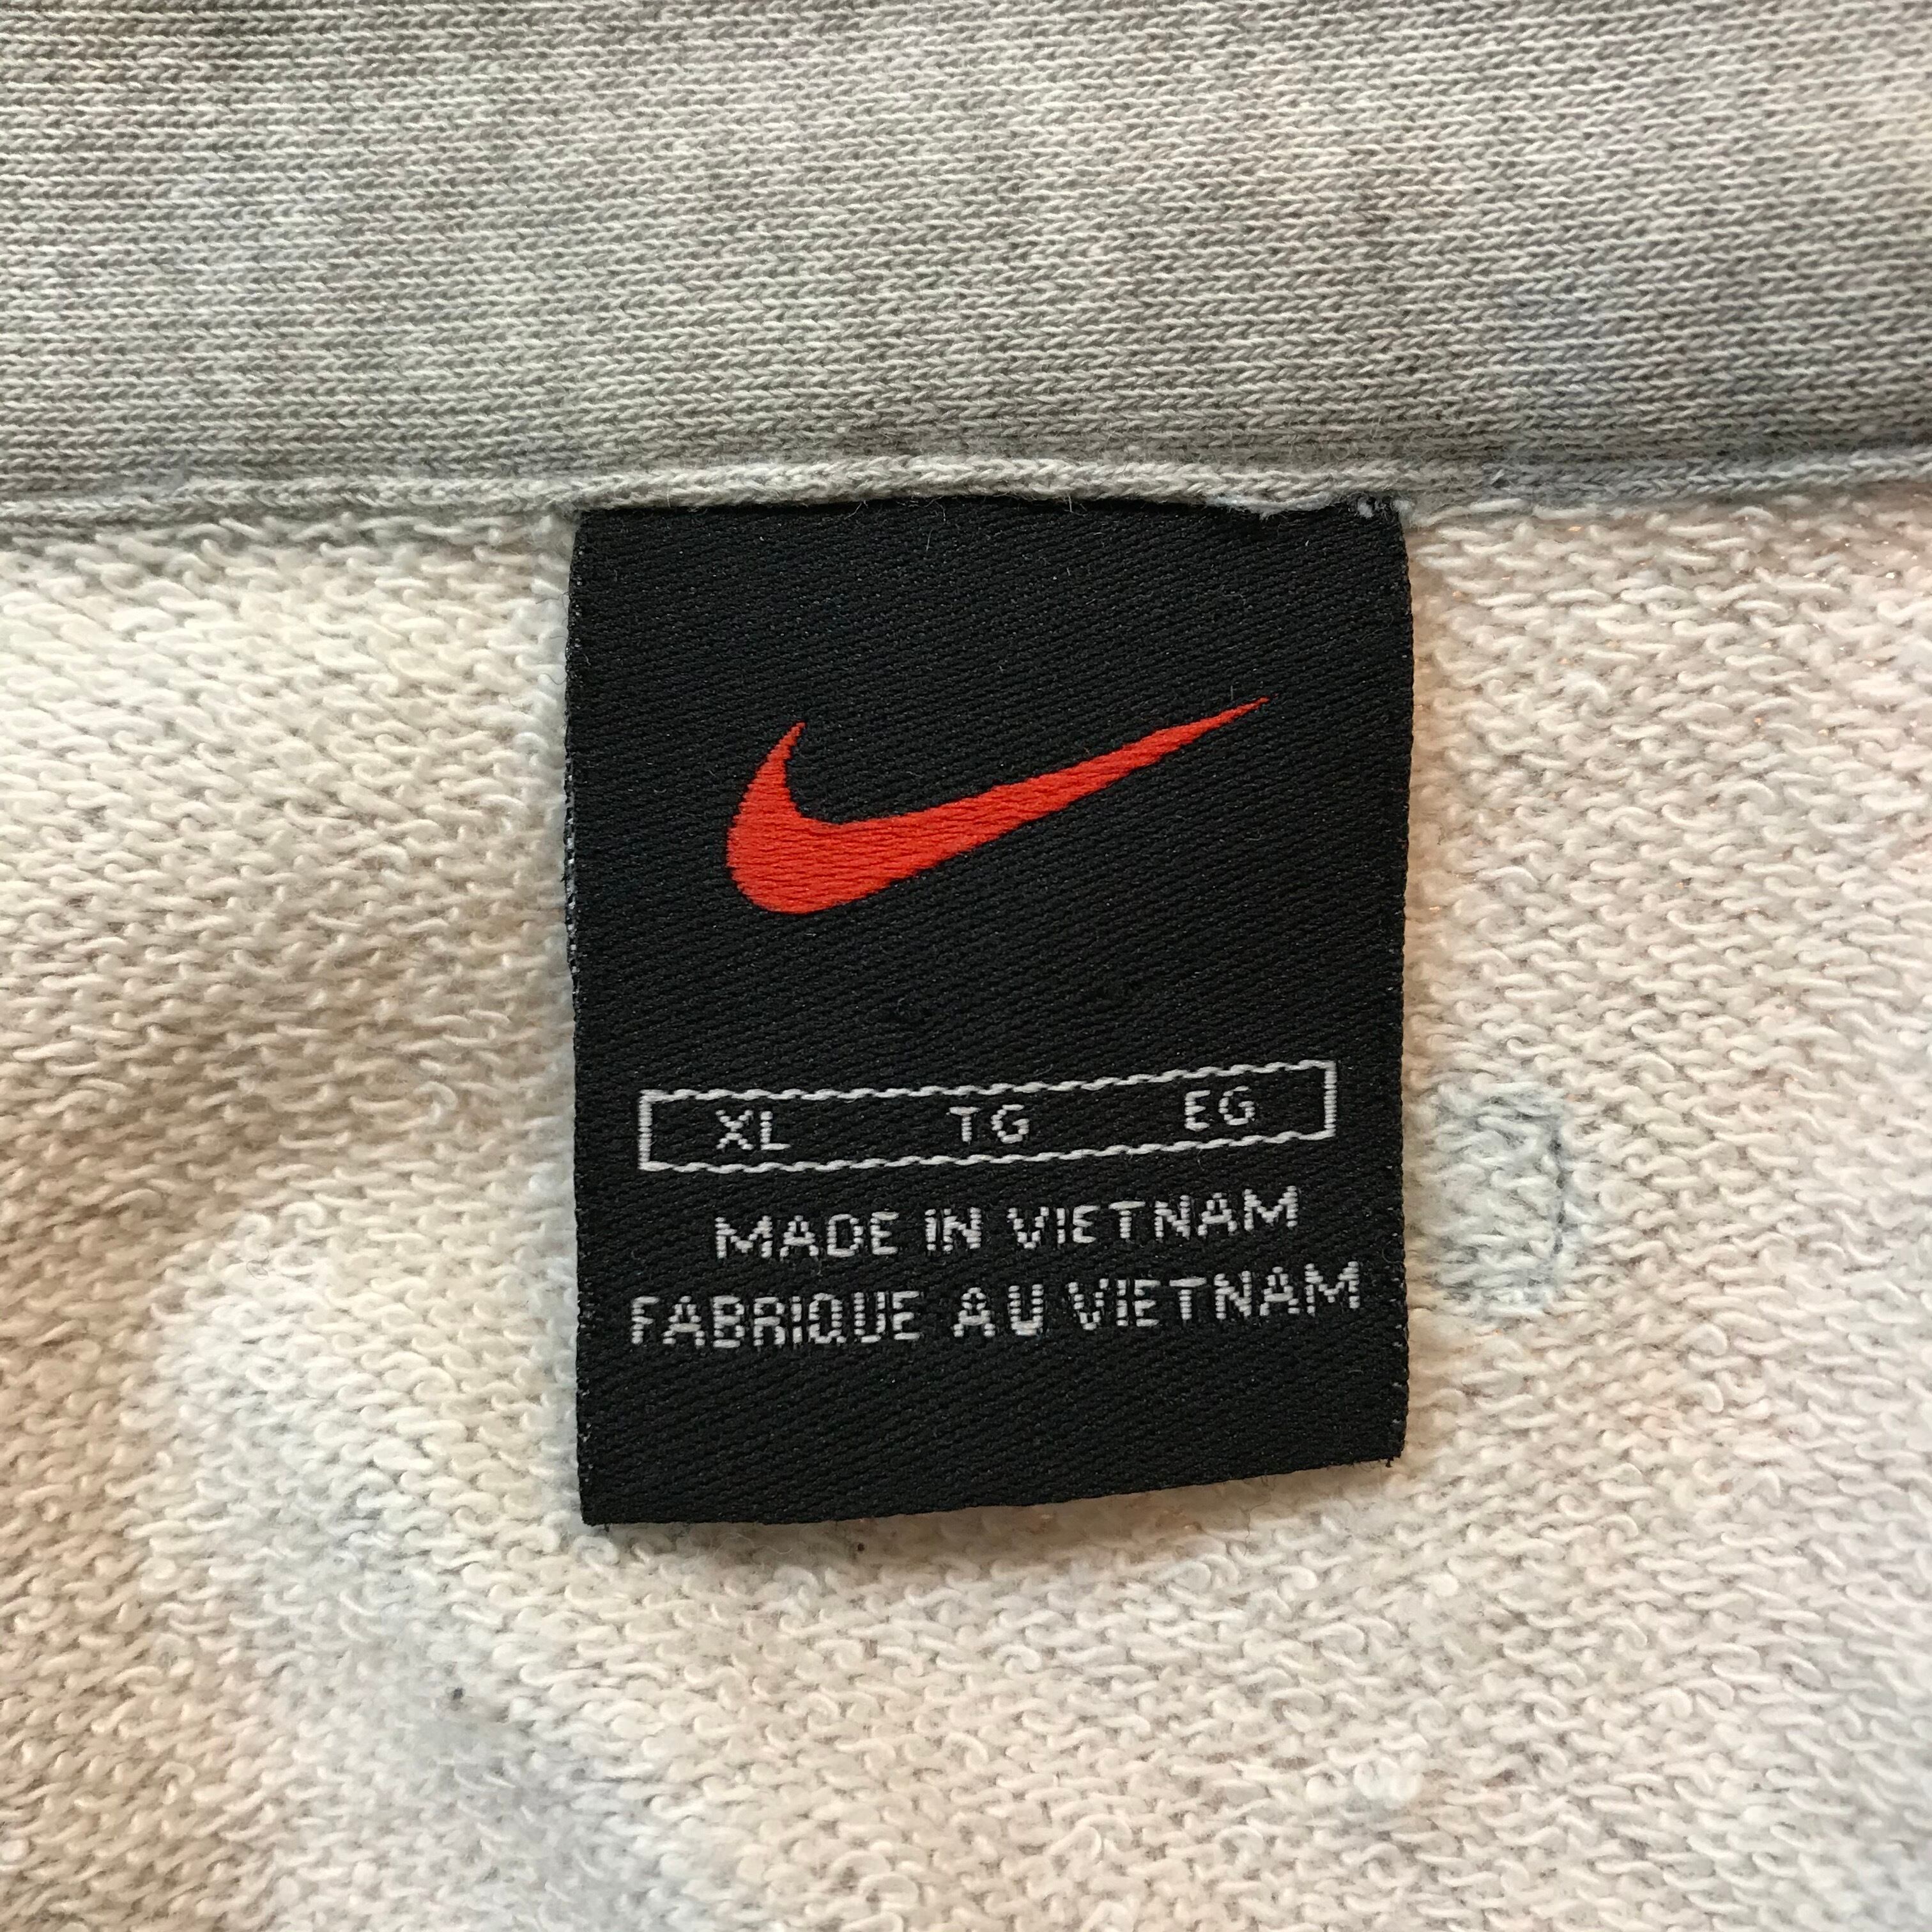 XL TG EG
MADE IN VIETNAM
FABRIQUE AU VIETNAM